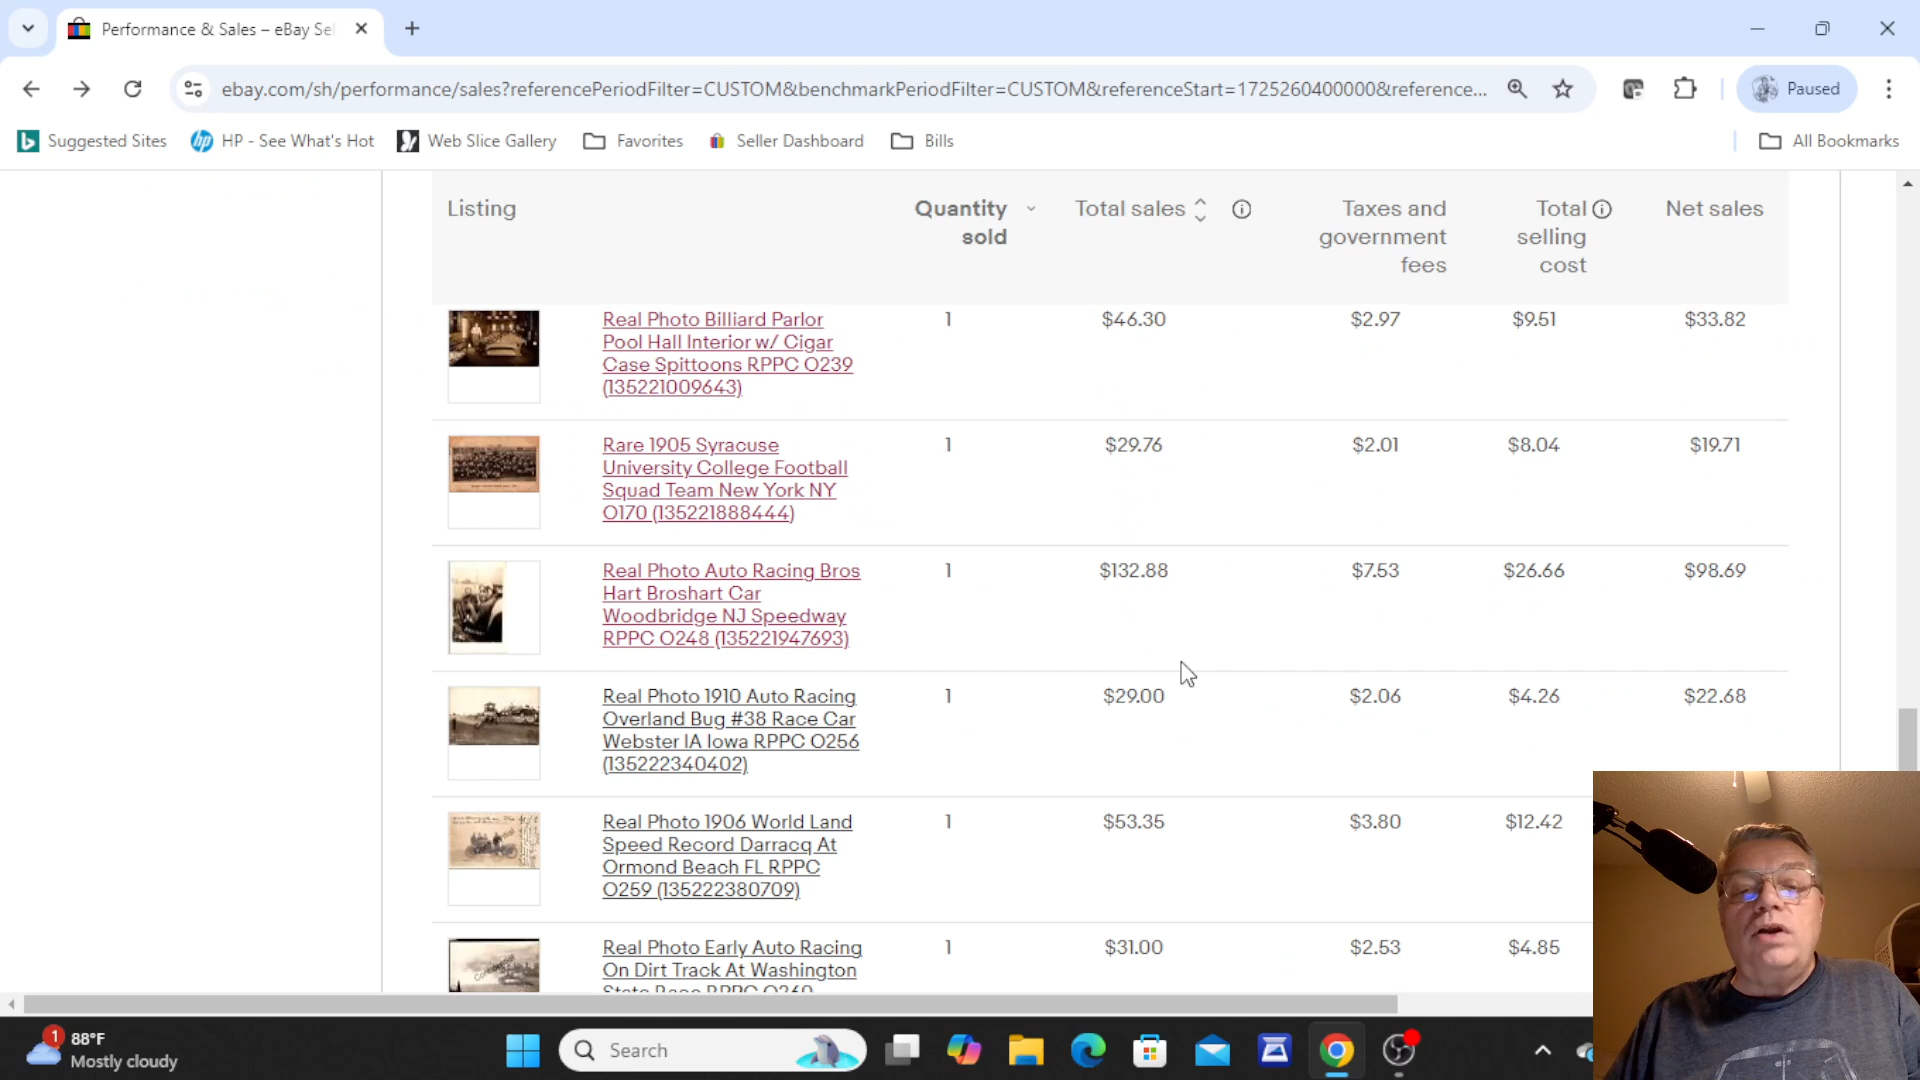 Performance & Sales – eBay Sel
ebay.com/sh/performance/sales?referencePeriodFilter=CUSTOM&benchmarkPeriodFilter=CUSTOM&referenceStart=1725260400000&reference...
Paused
Suggested Sites
HP - See What's Hot
Web Slice Gallery
Favorites
Seller Dashboard
Bills
All Bookmarks
Listing
Quantity
sold
Total sales
Taxes and
government
fees
Total
selling
cost
Net sales
Real Photo Billiard Parlor
Pool Hall Interior w/ Cigar
Case Spittoons RPPC O239
(135221009643)
1
$46.30
$2.97
$9.51
$33.82
Rare 1905 Syracuse
University College Football
Squad Team New York NY
O170 (135221888444)
1
$29.76
$2.01
$8.04
$19.71
Real Photo Auto Racing Bros
Hart Broshart Car
Woodbridge NJ Speedway
RPPC O248 (135221947693)
1
$132.88
$7.53
$26.66
$98.69
Real Photo 1910 Auto Racing
Overland Bug #38 Race Car
Webster IA Iowa RPPC O256
(135222340402)
1
$29.00
$2.06
$4.26
$22.68
Real Photo 1906 World Land
Speed Record Darracq At
Ormond Beach FL RPPC
O259 (135222380709)
1
$53.35
$3.80
$12.42
Real Photo Early Auto Racing
On Dirt Track At Washington
State Race RPPC O260
1
$31.00
$2.53
$4.85
1
88°F
Mostly cloudy
Search